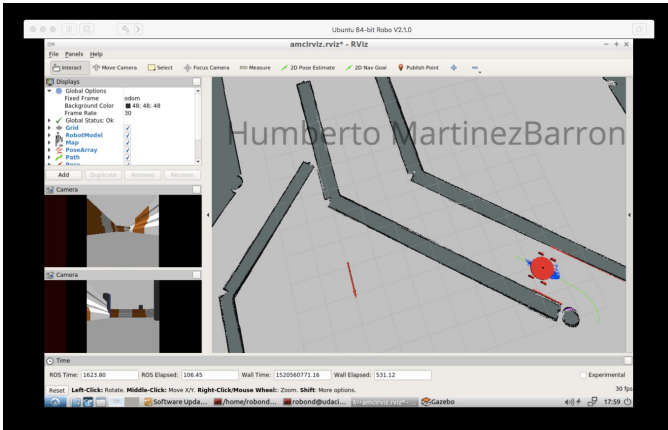 Ubuntu 64-bit Robo V2.1.0
amclrviz.rviz* - RViz
File Panels Help
Interact Move Camera Select Focus Camera Measure 2D Pose Estimate 2D Nav Goal Publish Point
Displays
Global Options
Fixed Frame odom
Background Color 48; 48; 48
Frame Rate 30
Global Status: Ok
Grid
RobotModel
Map
PoseArray
Path
Pose
Add Duplicate Remove Rename
Camera
Camera
Humberto MartinezBarron
Time
ROS Time: 1623.80 ROS Elapsed: 106.45 Wall Time: 1520560771.16 Wall Elapsed: 531.12 Experimental
Reset Left-Click: Rotate. Middle-Click: Move X/Y. Right-Click/Mouse Wheel: Zoom. Shift: More options. 30 fps
Software Upda... /home/robond... robond@udaci... amclrviz.rviz* -... Gazebo 17:59